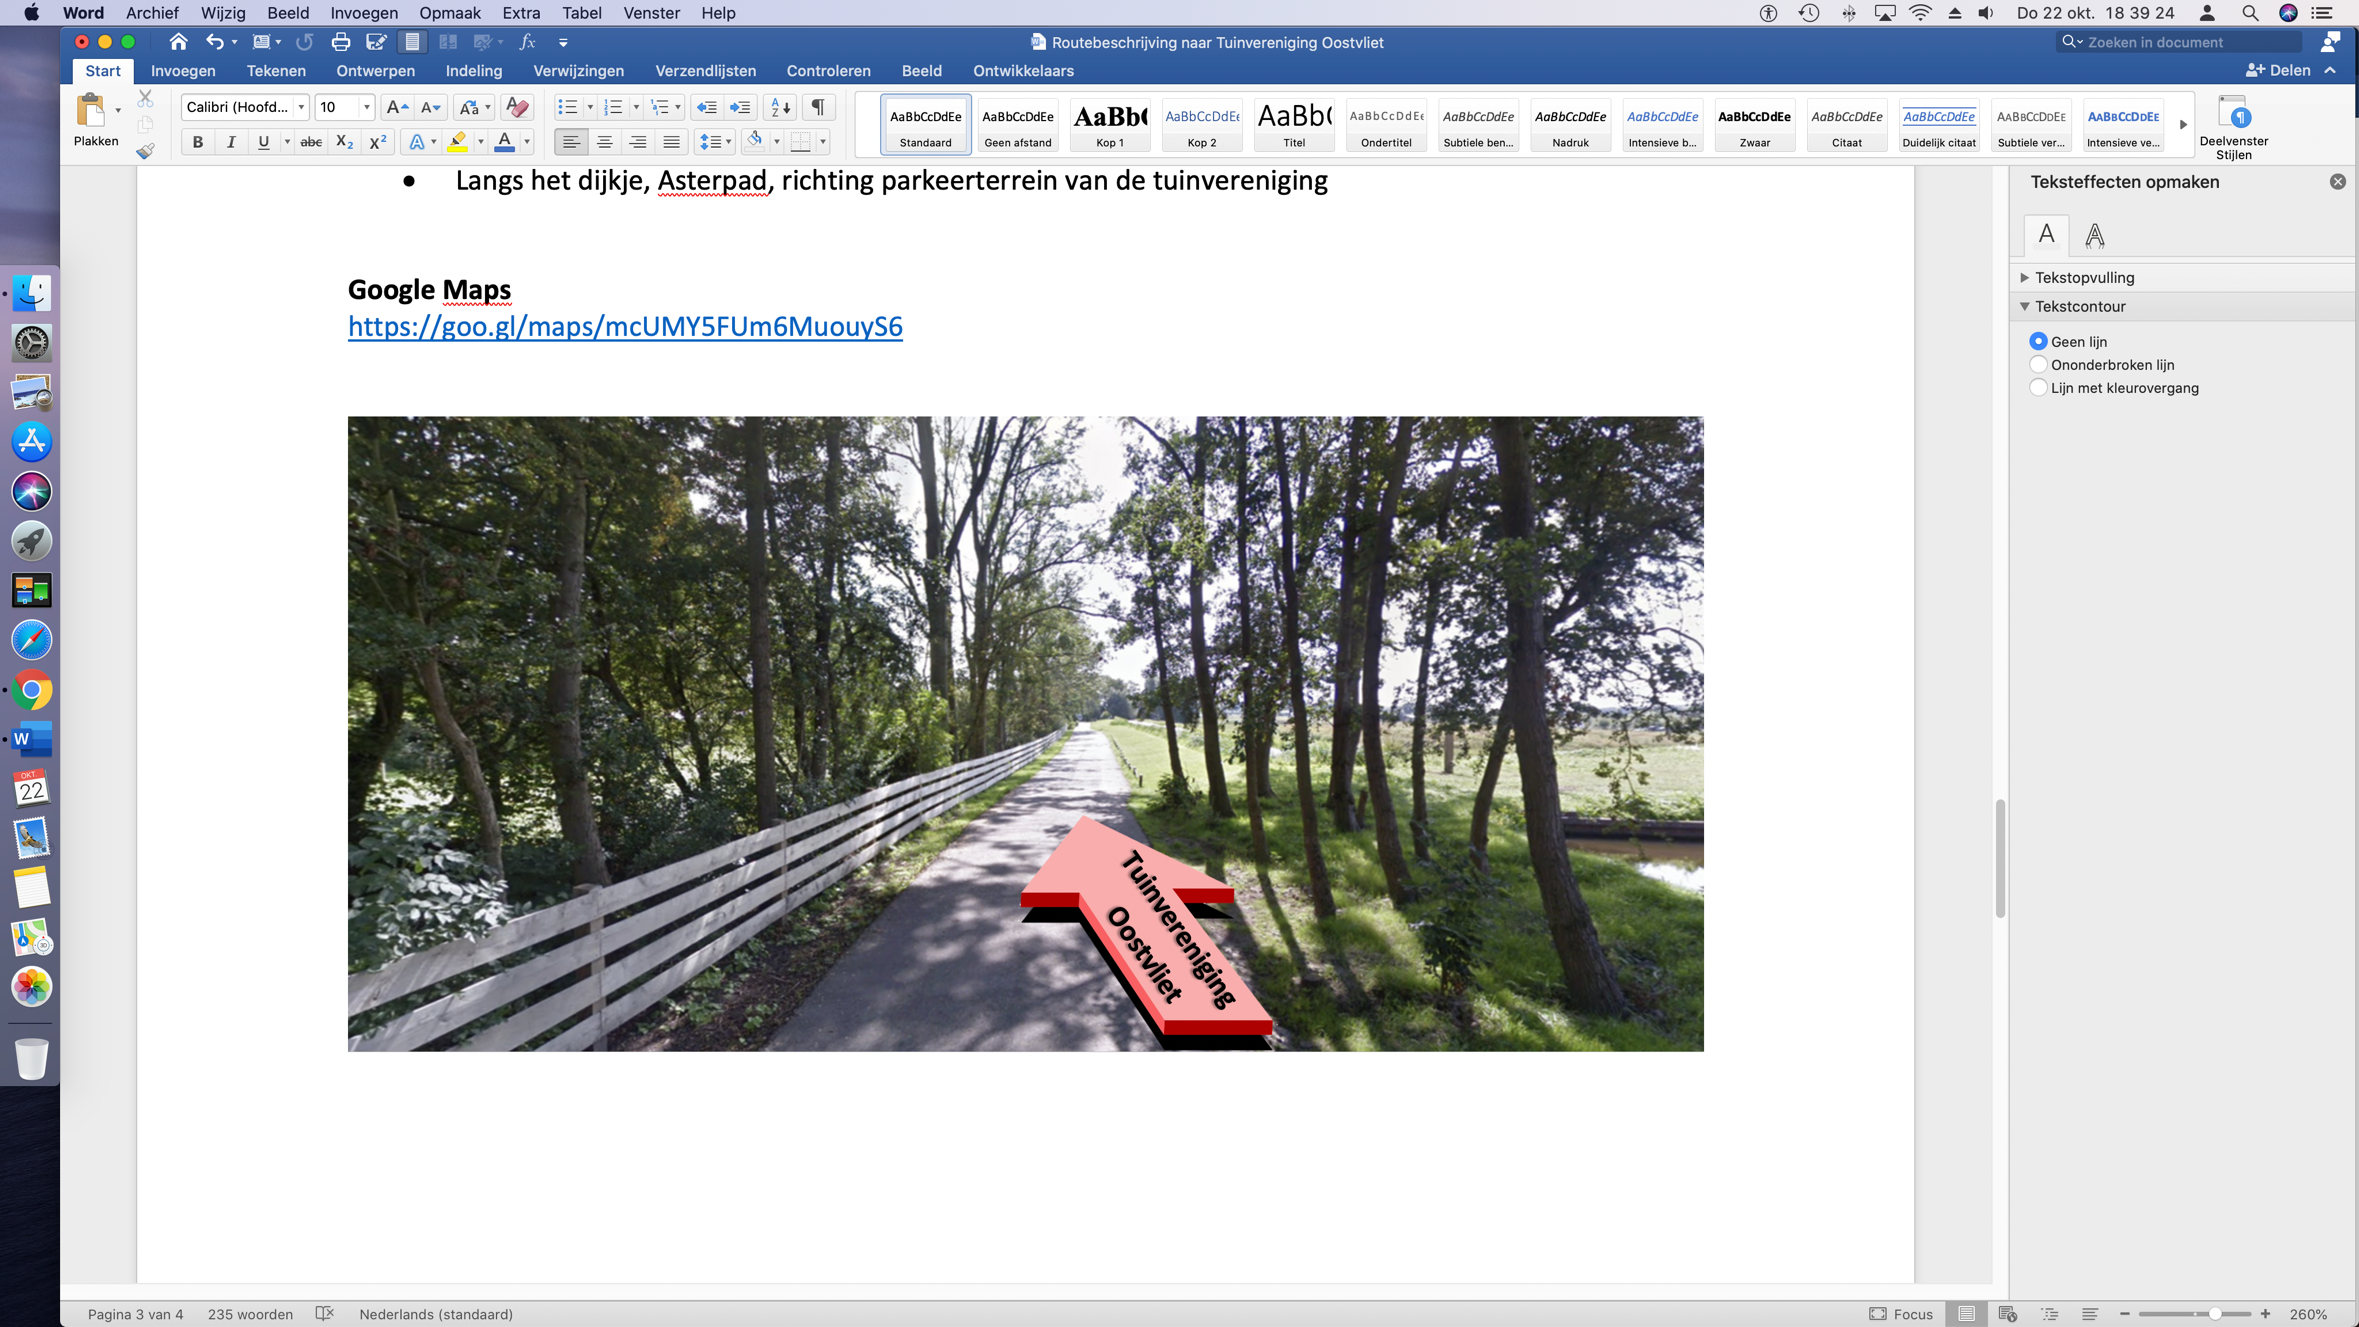 Word Archief Wijzig Beeld Invoegen Opmaak Extra Tabel Venster Help Do 22 okt. 18 39 24
Routebeschrijving naar Tuinvereniging Oostvliet Zoeken in document
Start Invoegen Tekenen Ontwerpen Indeling Verwijzingen Verzendlijsten Controleren Beeld Ontwikkelaars Delen
Plakken
Calibri (Hoofd... 10
AaBbCcDdEe AaBbCcDdEe AaBb( AaBbCcDdEe AaBb( AaBbCcDdEe AaBbCcDdEe AaBbCcDdEe AaBbCcDdEe AaBbCcDdEe AaBbCcDdEe AaBbCcDdEe AaBbCcDdEe AaBbCcDdEe
Standaard Geen afstand Kop 1 Kop 2 Titel Ondertitel Subtiele ben... Nadruk Intensieve b... Zwaar Citaat Duidelijk citaat Subtiele ver... Intensieve ve...
Deelvenster
Stijlen
• Langs het dijkje, Asterpad, richting parkeerterrein van de tuinvereniging
Google Maps
https://goo.gl/maps/mcUMY5FUm6MuouyS6
Tuinvereniging
Oostvliet
Teksteffecten opmaken
Tekstopvulling
Tekstcontour
Geen lijn
Ononderbroken lijn
Lijn met kleurovergang
OKT.
22
Pagina 3 van 4 235 woorden Nederlands (standaard) Focus 260%